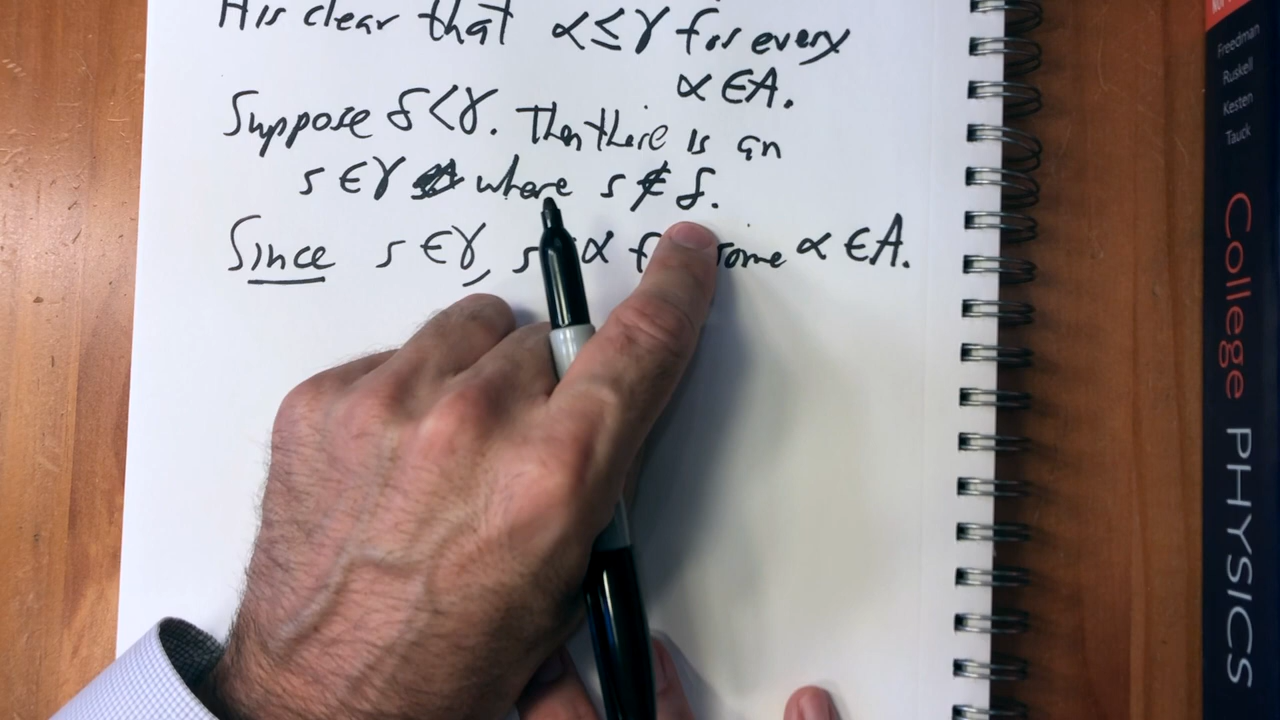 It is clear that α ≤ γ for every
α ∈ A.
Suppose δ < γ. Then there is an
s ∈ γ where s ∉ δ.
Since s ∈ γ, s α some α ∈ A.
Freedman
Ruskell
Kesten
Tauck
College PHYSICS